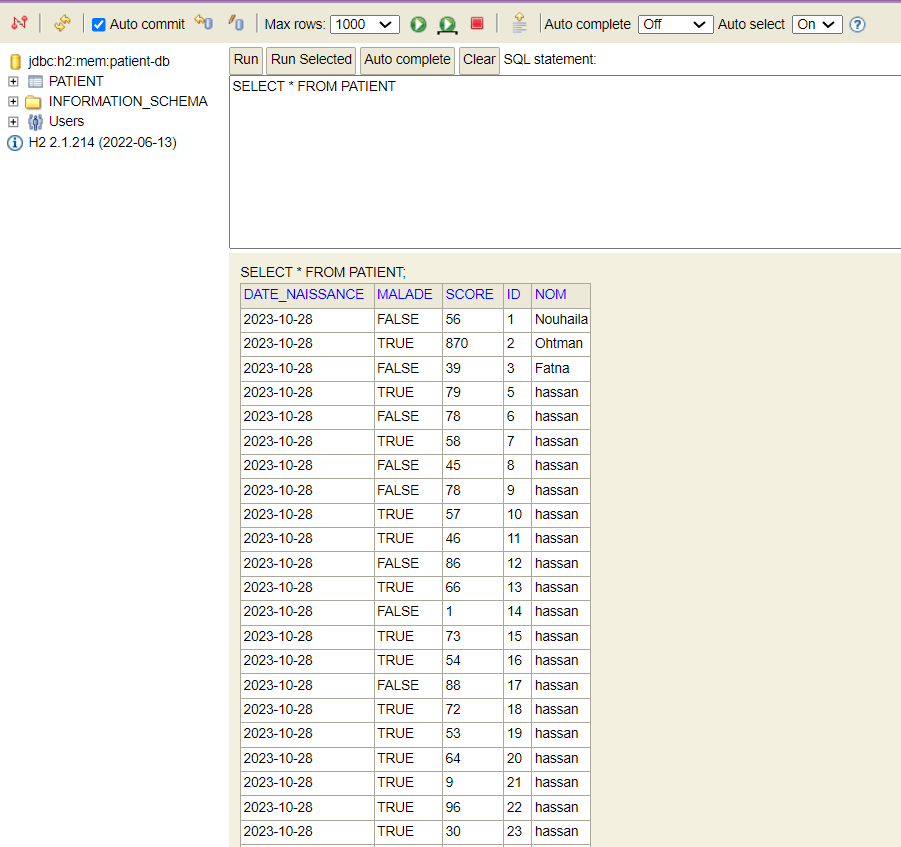 Auto commit Max rows: 1000 Auto complete Off Auto select On ?
jdbc:h2:mem:patient-db
PATIENT
INFORMATION_SCHEMA
Users
H2 2.1.214 (2022-06-13)
Run Run Selected Auto complete Clear SQL statement:
SELECT * FROM PATIENT
SELECT * FROM PATIENT;
DATE_NAISSANCE MALADE SCORE ID NOM
2023-10-28 FALSE 56 1 Nouhaila
2023-10-28 TRUE 870 2 Ohtman
2023-10-28 FALSE 39 3 Fatna
2023-10-28 TRUE 79 5 hassan
2023-10-28 FALSE 78 6 hassan
2023-10-28 TRUE 58 7 hassan
2023-10-28 FALSE 45 8 hassan
2023-10-28 FALSE 78 9 hassan
2023-10-28 TRUE 57 10 hassan
2023-10-28 TRUE 46 11 hassan
2023-10-28 FALSE 86 12 hassan
2023-10-28 TRUE 66 13 hassan
2023-10-28 FALSE 1 14 hassan
2023-10-28 TRUE 73 15 hassan
2023-10-28 TRUE 54 16 hassan
2023-10-28 FALSE 88 17 hassan
2023-10-28 TRUE 72 18 hassan
2023-10-28 TRUE 53 19 hassan
2023-10-28 TRUE 64 20 hassan
2023-10-28 TRUE 9 21 hassan
2023-10-28 TRUE 96 22 hassan
2023-10-28 TRUE 30 23 hassan